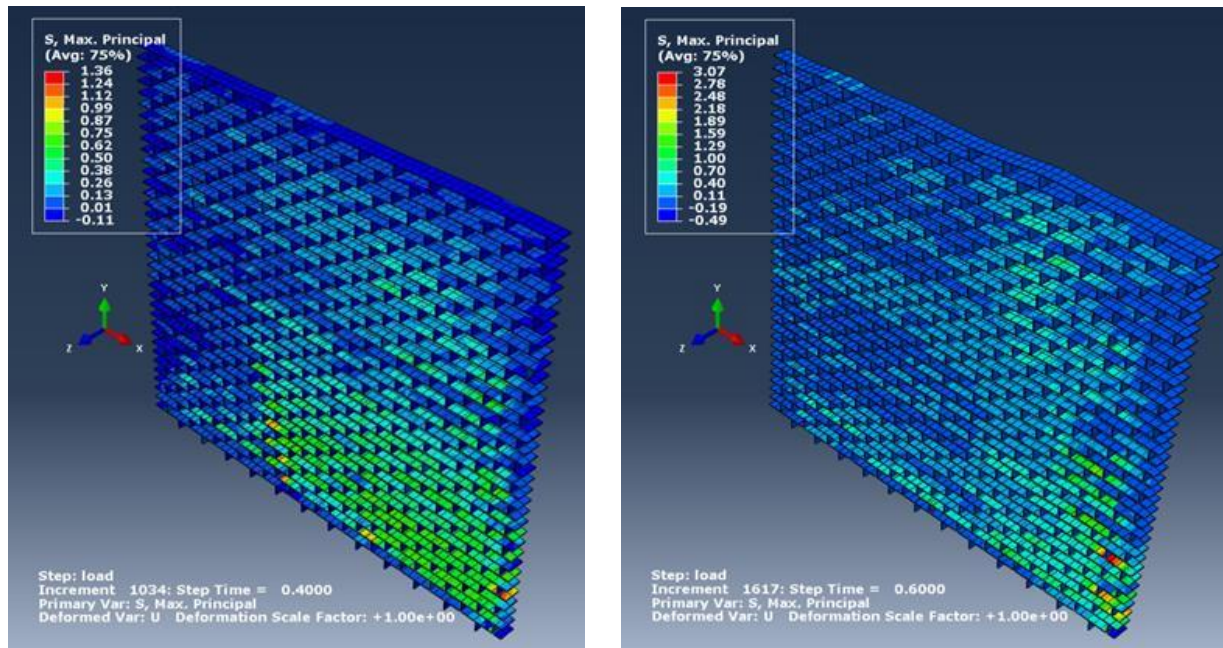 S, Max. Principal
(Avg: 75%)
1.36
1.24
1.12
0.99
0.87
0.75
0.62
0.50
0.38
0.26
0.13
0.01
-0.11
Y
Z
X
Step: load
Increment 1034: Step Time = 0.4000
Primary Var: S, Max. Principal
Deformed Var: U Deformation Scale Factor: +1.00e+00
S, Max. Principal
(Avg: 75%)
3.07
2.78
2.48
2.18
1.89
1.59
1.29
1.00
0.70
0.40
0.11
-0.19
-0.49
Y
Z
X
Step: load
Increment 1617: Step Time = 0.6000
Primary Var: S, Max. Principal
Deformed Var: U Deformation Scale Factor: +1.00e+00